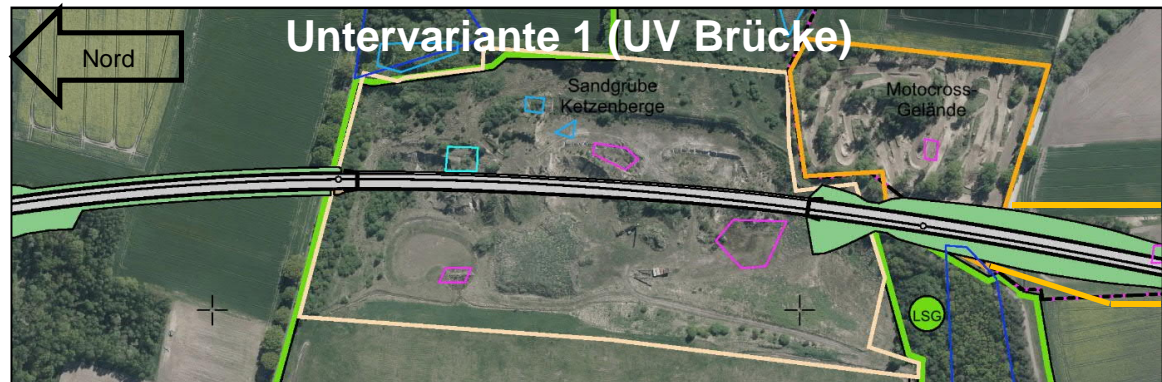 Untervariante 1 (UV Brücke)
Nord
Sandgrube
Ketzenberge
Motocross-
Gelände
LSG